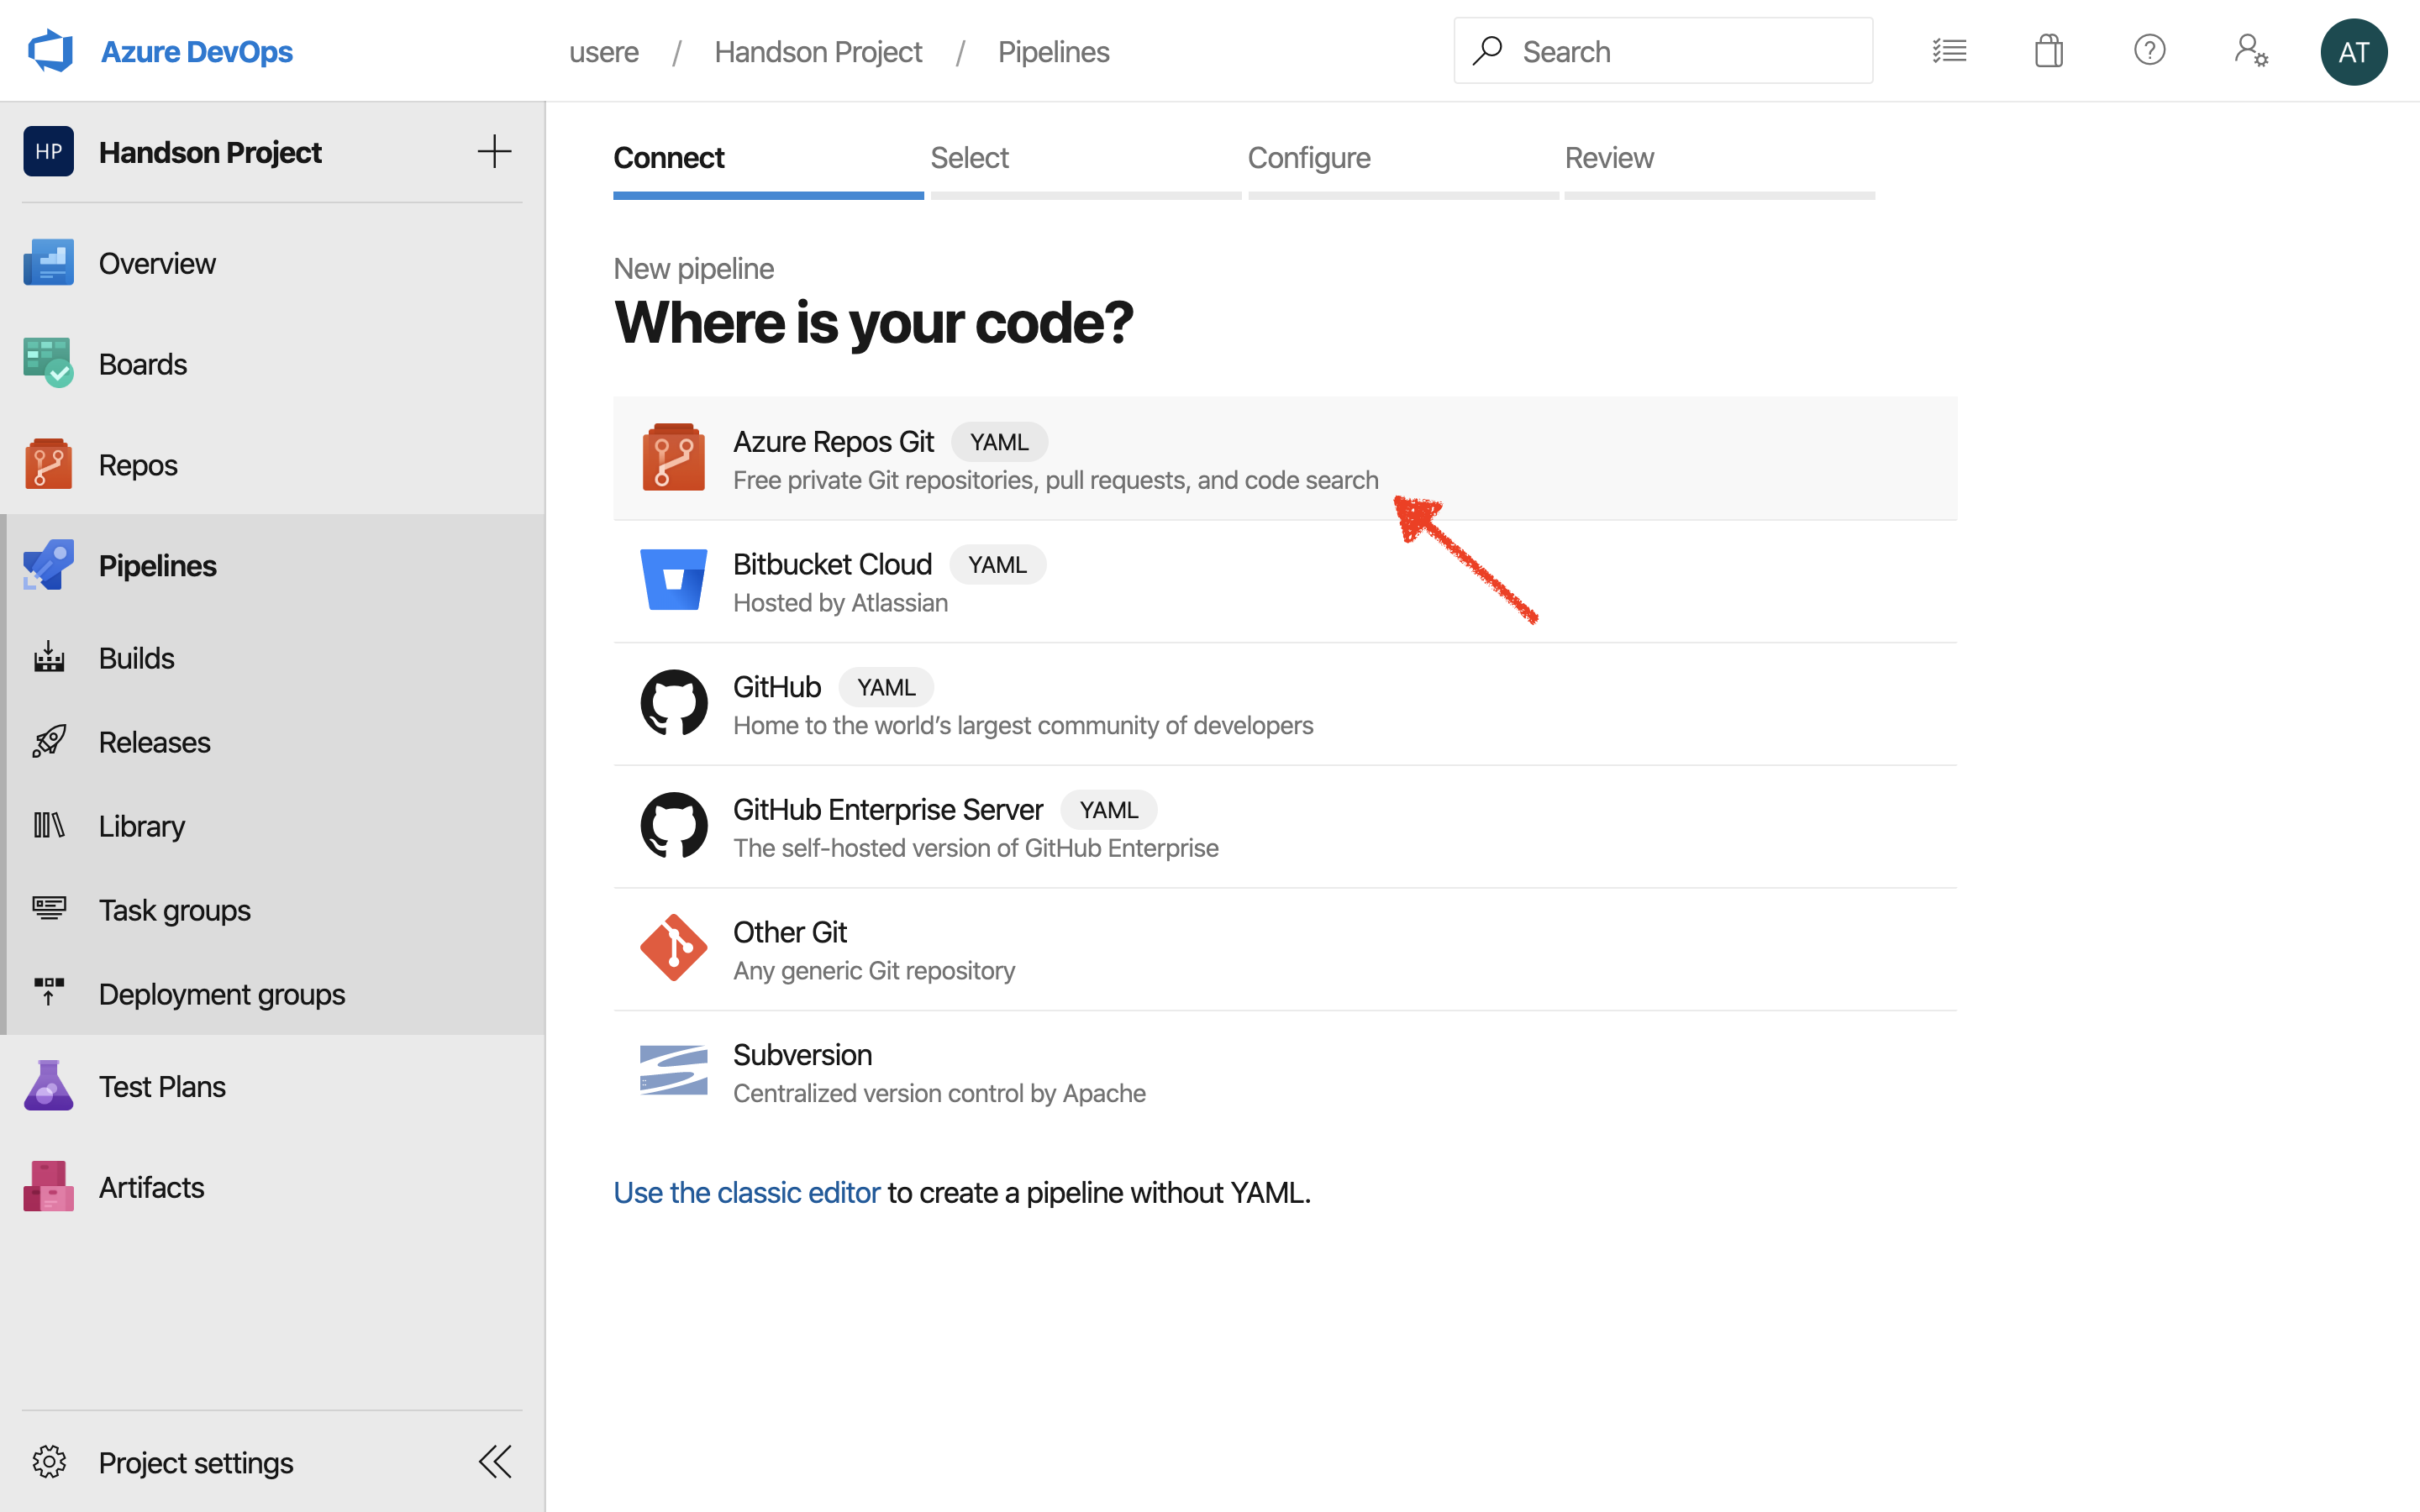 Azure DevOps
usere / Handson Project / Pipelines
Search
AT
HP
Handson Project
Overview
Boards
Repos
Pipelines
Builds
Releases
Library
Task groups
Deployment groups
Test Plans
Artifacts
Project settings
Connect
Select
Configure
Review
New pipeline
Where is your code?
Azure Repos Git YAML
Free private Git repositories, pull requests, and code search
Bitbucket Cloud YAML
Hosted by Atlassian
GitHub YAML
Home to the world’s largest community of developers
GitHub Enterprise Server YAML
The self-hosted version of GitHub Enterprise
Other Git
Any generic Git repository
Subversion
Centralized version control by Apache
Use the classic editor to create a pipeline without YAML.